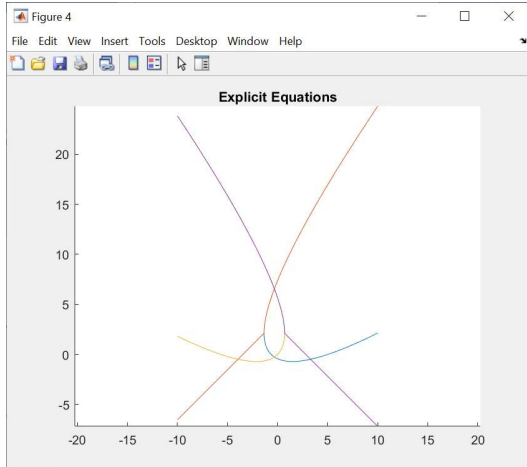 Figure 4
File Edit View Insert Tools Desktop Window Help
Explicit Equations
20
15
10
5
0
-5
-20 -15 -10 -5 0 5 10 15 20